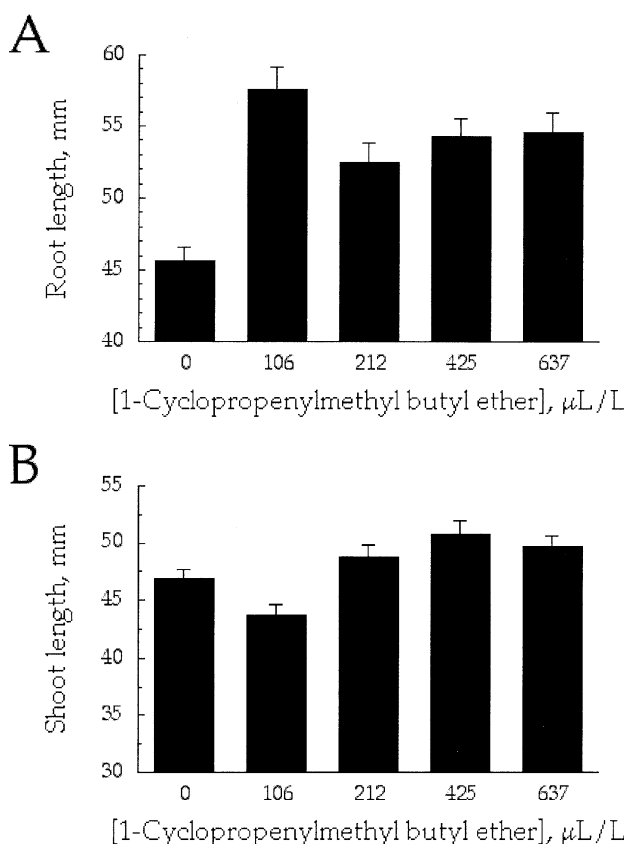 A
60
55
50
45
40
Root length, mm
0 106 212 425 637
[1-Cyclopropenylmethyl butyl ether], µL/L
B
55
50
45
40
35
30
Shoot length, mm
0 106 212 425 637
[1-Cyclopropenylmethyl butyl ether], µL/L